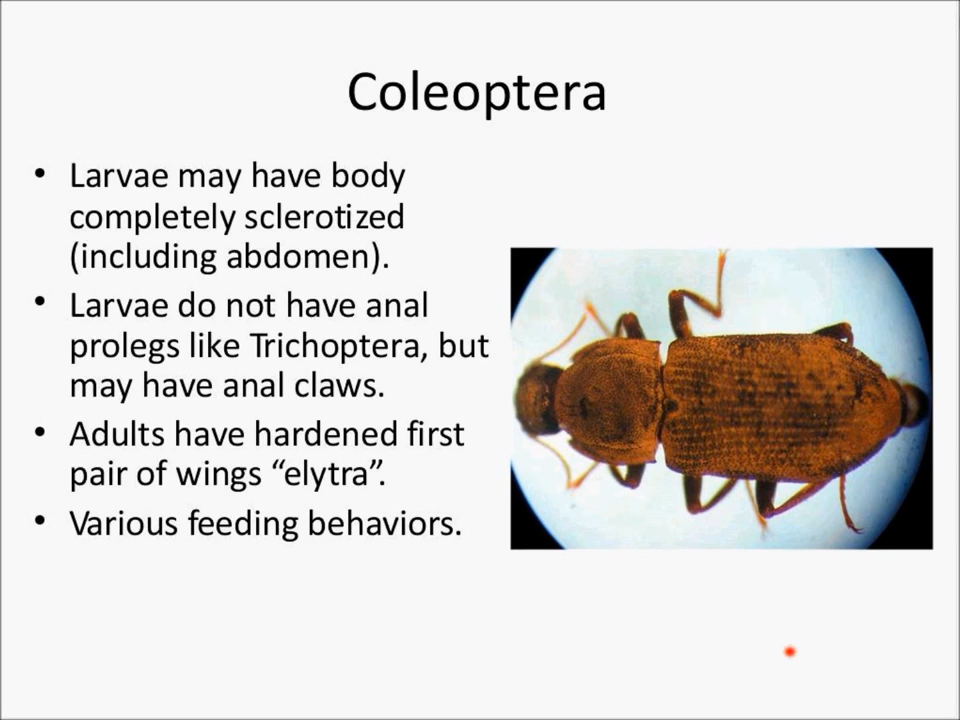 Coleoptera
• Larvae may have body
completely sclerotized
(including abdomen).
• Larvae do not have anal
prolegs like Trichoptera, but
may have anal claws.
• Adults have hardened first
pair of wings “elytra”.
• Various feeding behaviors.